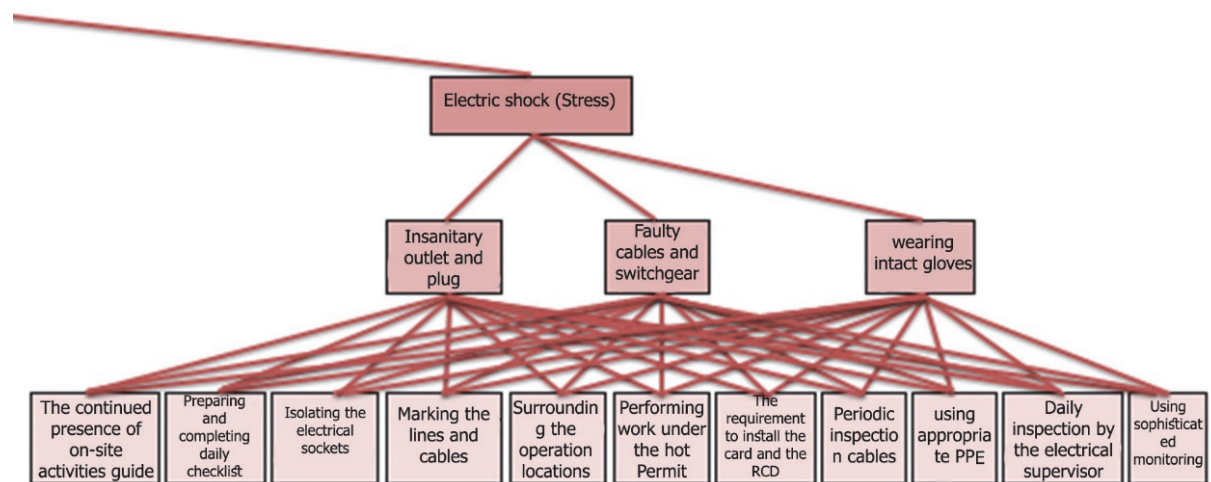 Electric shock (Stress)
Insanitary
outlet and
plug
Faulty
cables and
switchgear
wearing
intact gloves
The continued
presence of
on-site
activities guide
Preparing
and
completing
daily
checklist
Isolating the
electrical
sockets
Marking the
lines and
cables
Surroundin
g the
operation
locations
Performing
work under
the hot
Permit
The
requirement
to install the
card and the
RCD
Periodic
inspectio
n cables
using
appropria
te PPE
Daily
inspection by
the electrical
supervisor
Using
sophisticat
ed
monitoring